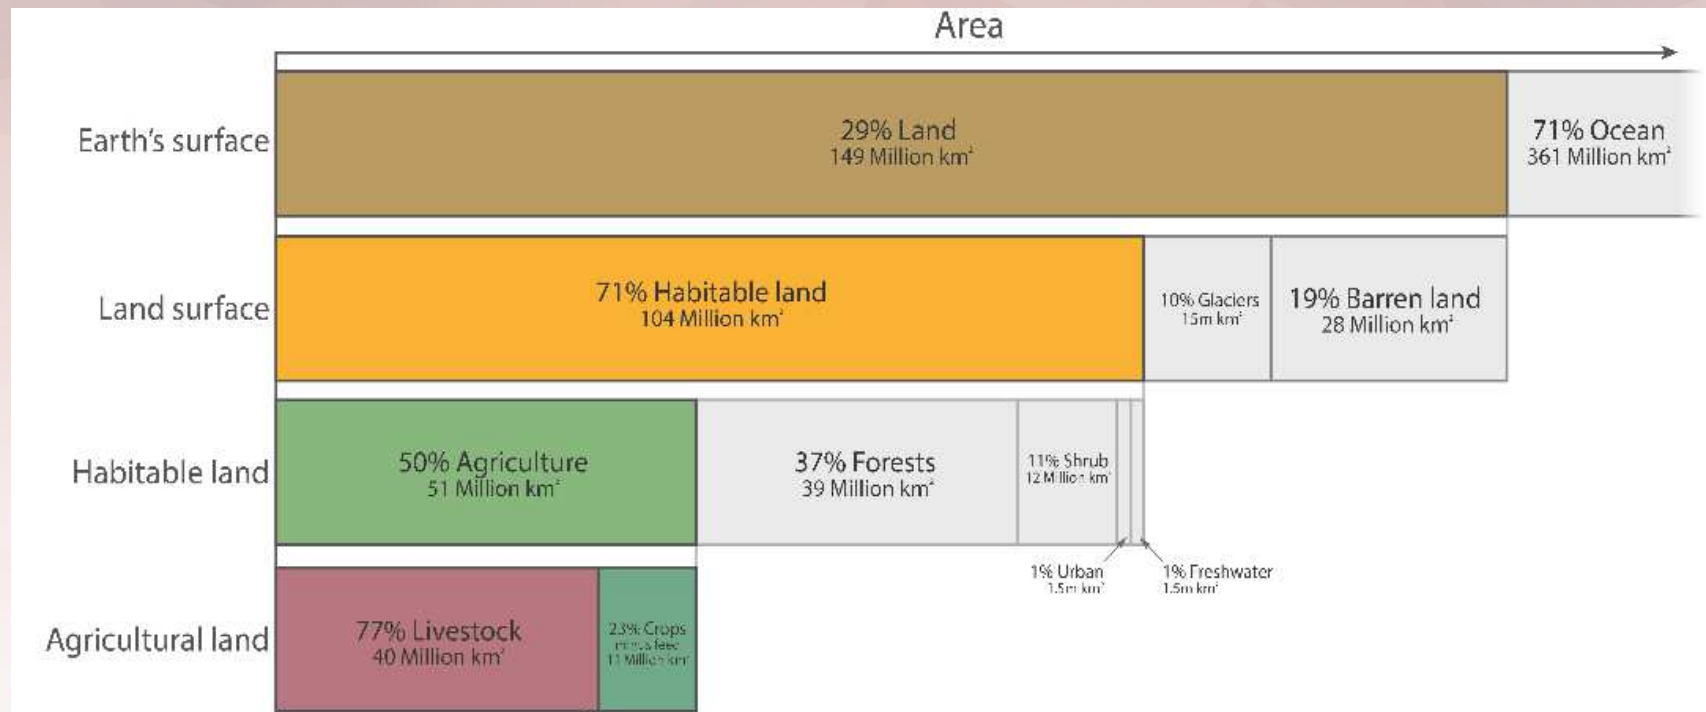 Area
Earth's surface
29% Land
149 Million km²
71% Ocean
361 Million km²
Land surface
71% Habitable land
104 Million km²
10% Glaciers
15m km²
19% Barren land
28 Million km²
Habitable land
50% Agriculture
51 Million km²
37% Forests
39 Million km²
11% Shrub
12 Million km²
1% Urban
1.5m km²
1% Freshwater
1.5m km²
Agricultural land
77% Livestock
40 Million km²
23% Crops
minus feed
11 Million km²